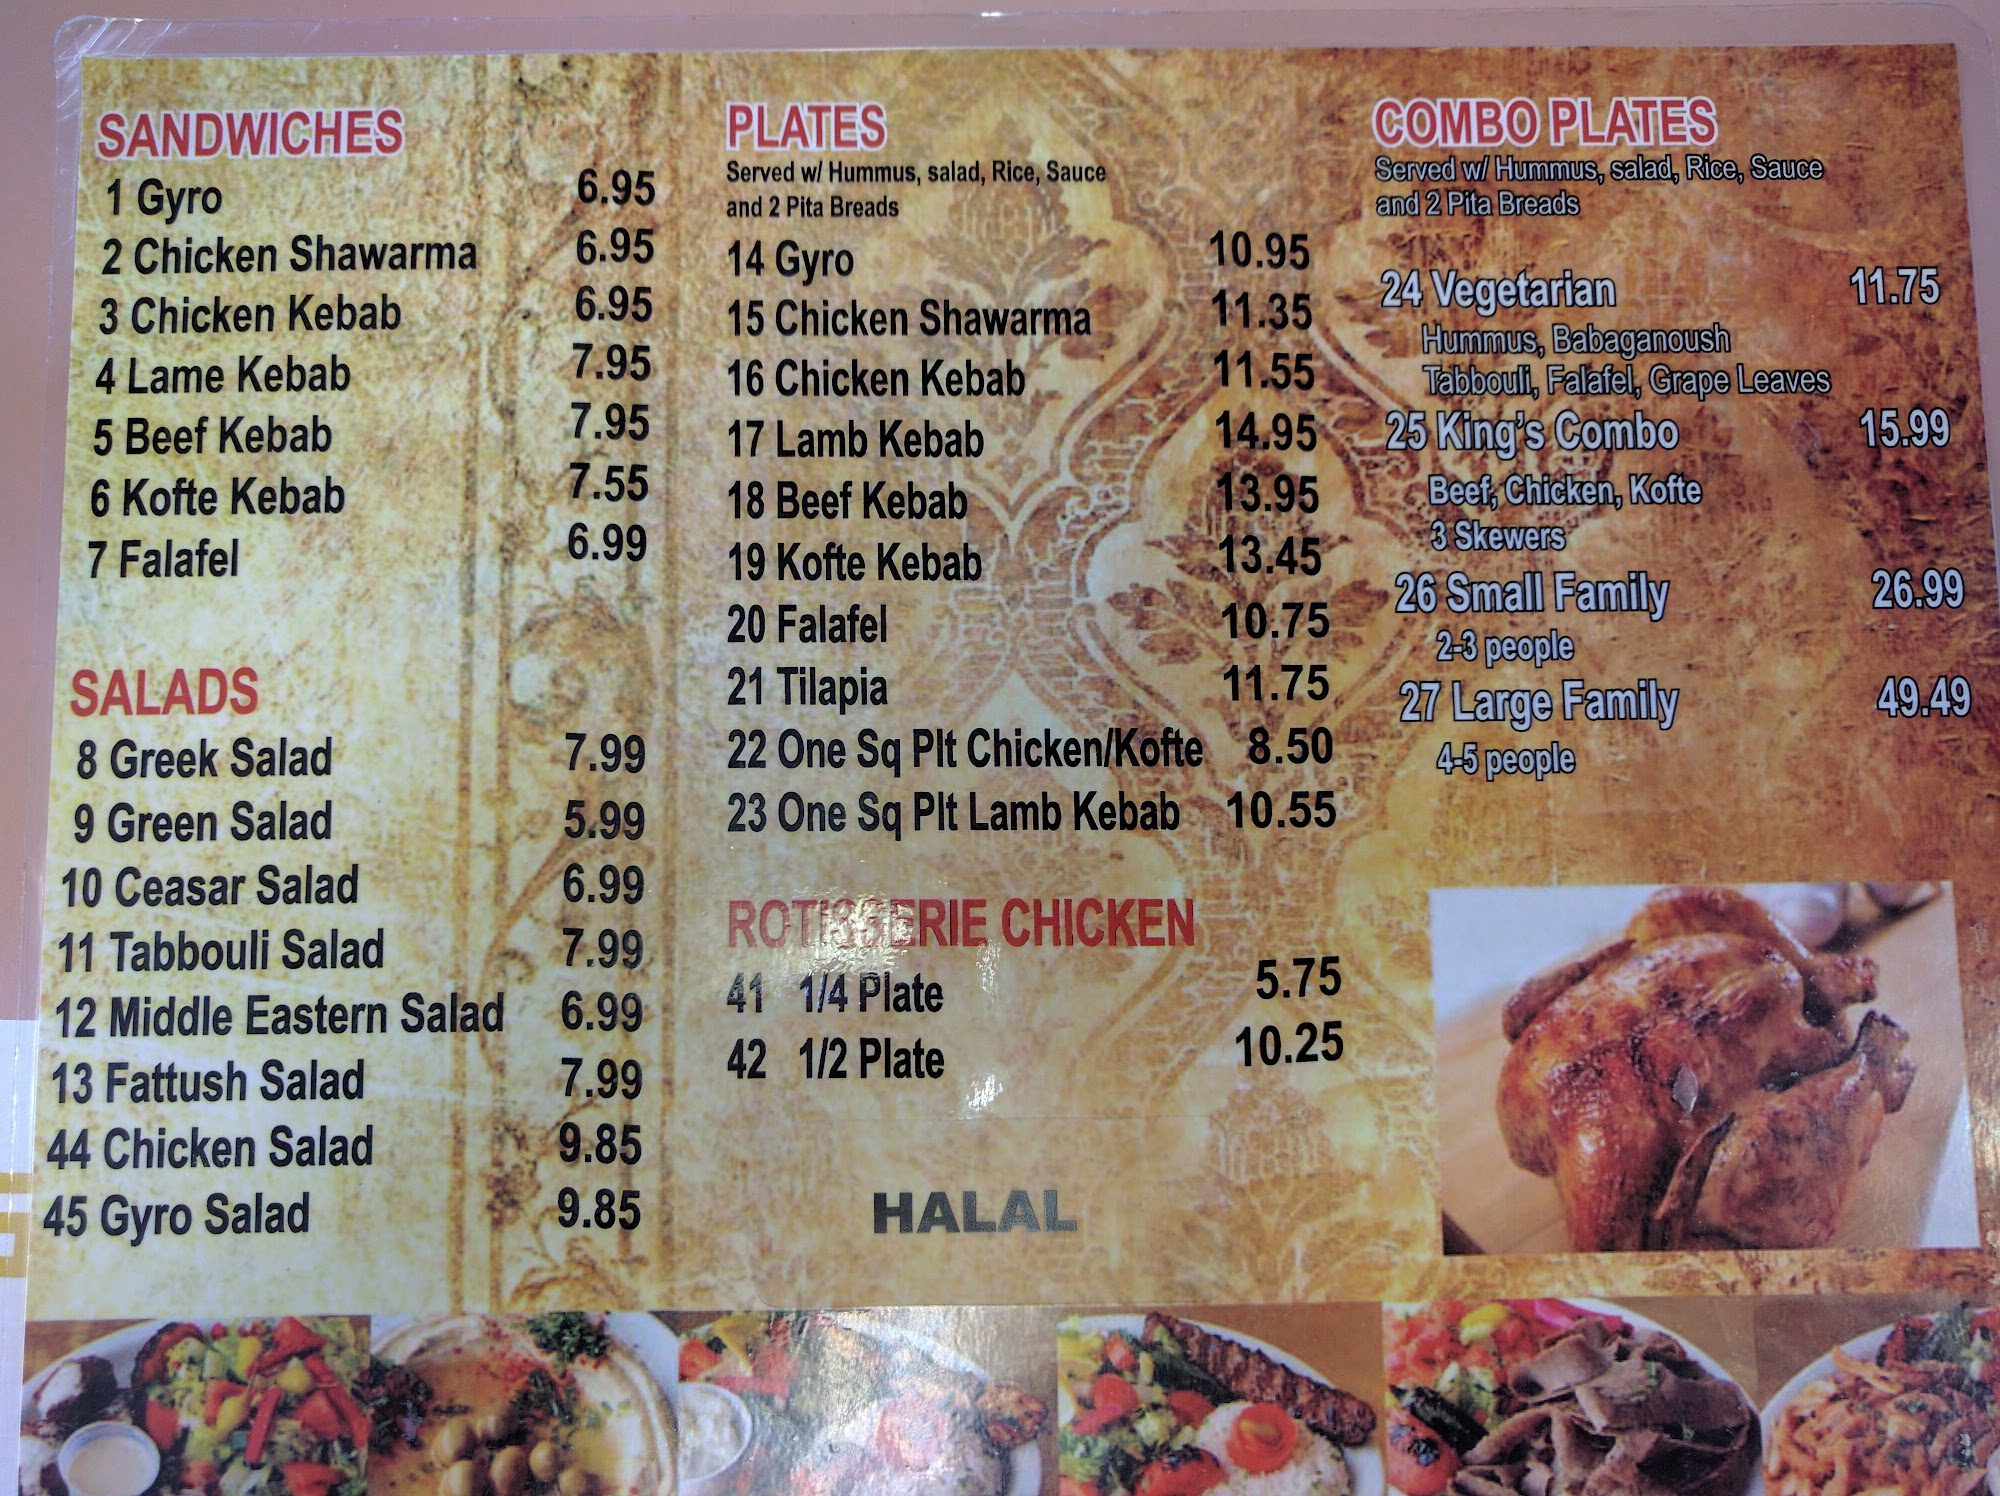 SANDWICHES
1 Gyro 6.95
2 Chicken Shawarma 6.95
3 Chicken Kebab 6.95
4 Lame Kebab 7.95
5 Beef Kebab 7.95
6 Kofte Kebab 7.55
7 Falafel 6.99
SALADS
8 Greek Salad 7.99
9 Green Salad 5.99
10 Ceasar Salad 6.99
11 Tabbouli Salad 7.99
12 Middle Eastern Salad 6.99
13 Fattush Salad 7.99
44 Chicken Salad 9.85
45 Gyro Salad 9.85
PLATES
Served w/ Hummus, salad, Rice, Sauce
and 2 Pita Breads
14 Gyro 10.95
15 Chicken Shawarma 11.35
16 Chicken Kebab 11.55
17 Lamb Kebab 14.95
18 Beef Kebab 13.95
19 Kofte Kebab 13.45
20 Falafel 10.75
21 Tilapia 11.75
22 One Sq Plt Chicken/Kofte 8.50
23 One Sq Plt Lamb Kebab 10.55
ROTISSERIE CHICKEN
41 1/4 Plate 5.75
42 1/2 Plate 10.25
HALAL
COMBO PLATES
Served w/ Hummus, salad, Rice, Sauce
and 2 Pita Breads
24 Vegetarian 11.75
Hummus, Babaganoush
Tabbouli, Falafel, Grape Leaves
25 King's Combo 15.99
Beef, Chicken, Kofte
3 Skewers
26 Small Family 26.99
2-3 people
27 Large Family 49.49
4-5 people